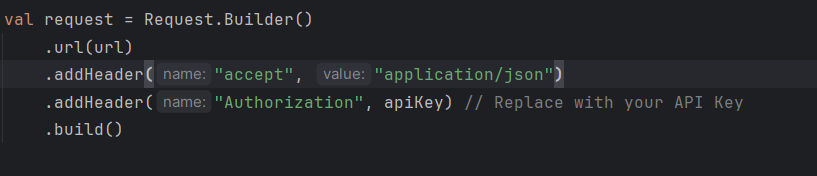 val request = Request.Builder()
.url(url)
.addHeader( name: "accept", value: "application/json")
.addHeader( name: "Authorization", apiKey) // Replace with your API Key
.build()